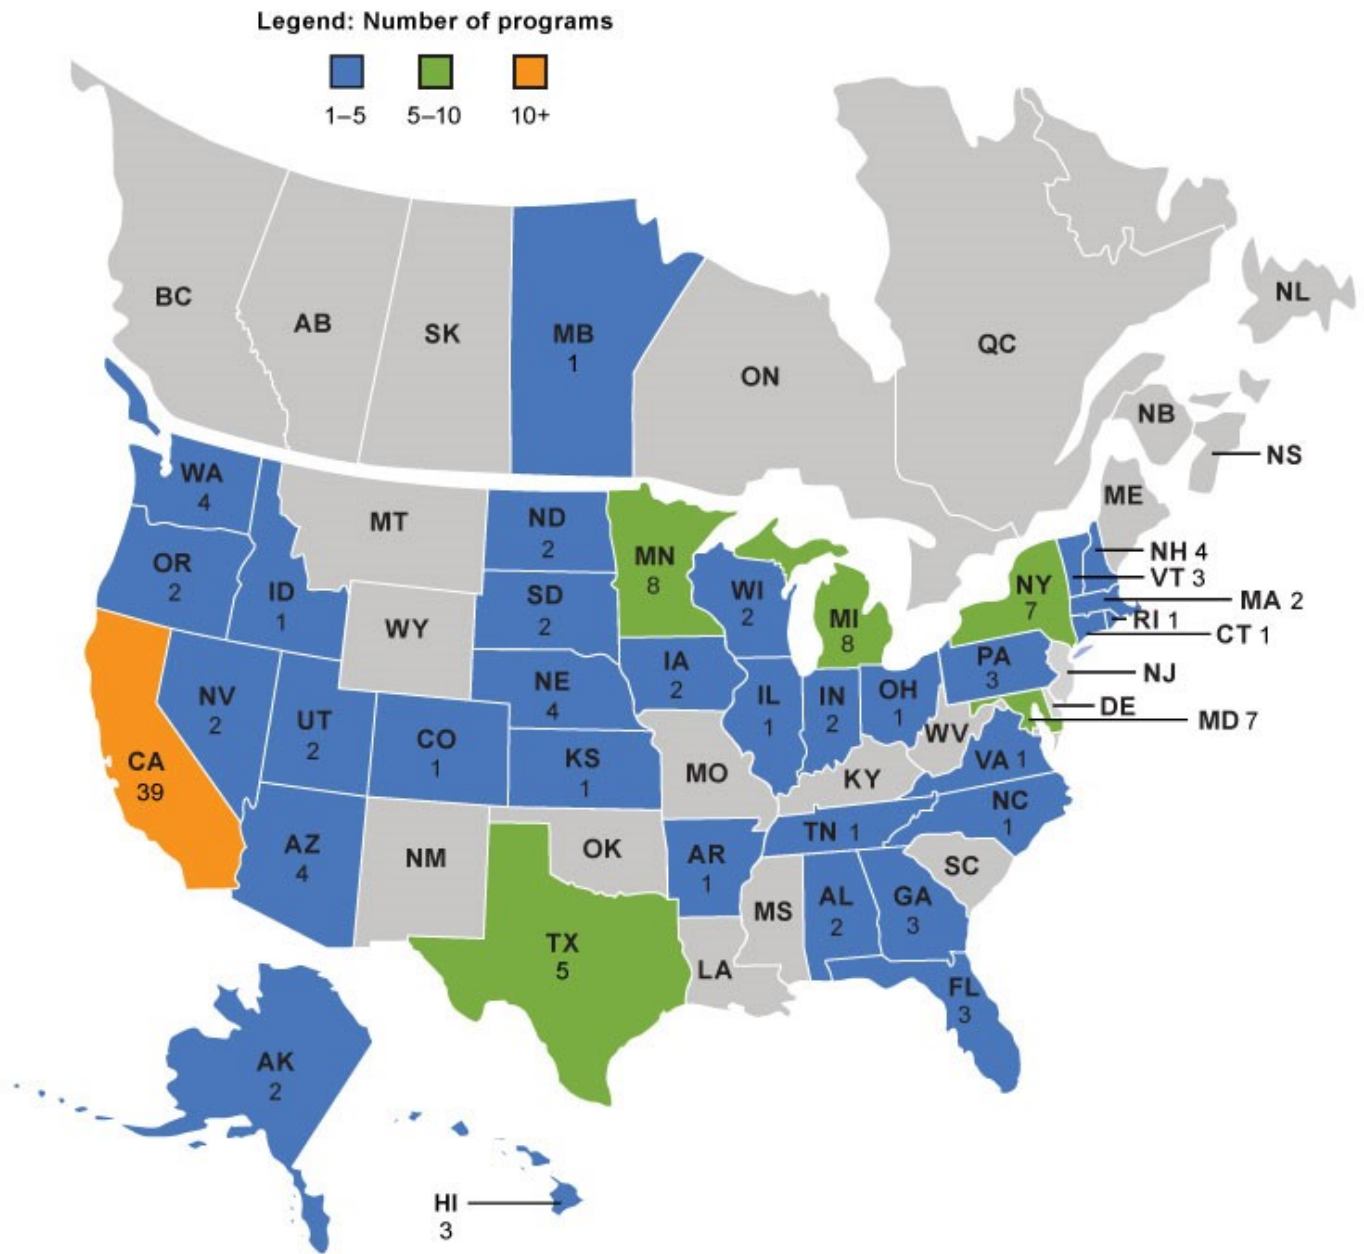 Legend: Number of programs
1–5 5–10 10+
BC
AB
SK
MB
1
ON
QC
NL
NB
NS
ME
WA
4
MT
ND
2
MN
8
OR
2
ID
1
WY
SD
2
WI
2
MI
8
NY
7
NH 4
VT 3
MA 2
RI 1
CT 1
NJ
DE
MD 7
PA
3
CA
39
NV
2
UT
2
CO
1
NE
4
IA
2
IL
1
IN
2
OH
1
WV
VA 1
KS
1
MO
KY
NC
1
TN 1
AZ
4
NM
OK
AR
1
SC
MS
AL
2
GA
3
TX
5
LA
FL
3
AK
2
HI
3